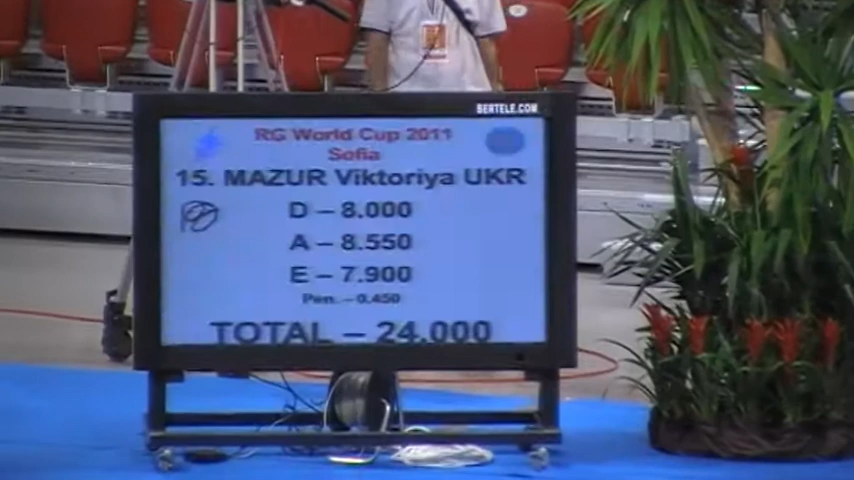 BERTELE.COM
RG World Cup 2011
Sofia
15. MAZUR Viktoriya UKR
D – 8.000
A – 8.550
E – 7.900
Pen. – 0.450
TOTAL – 24.000